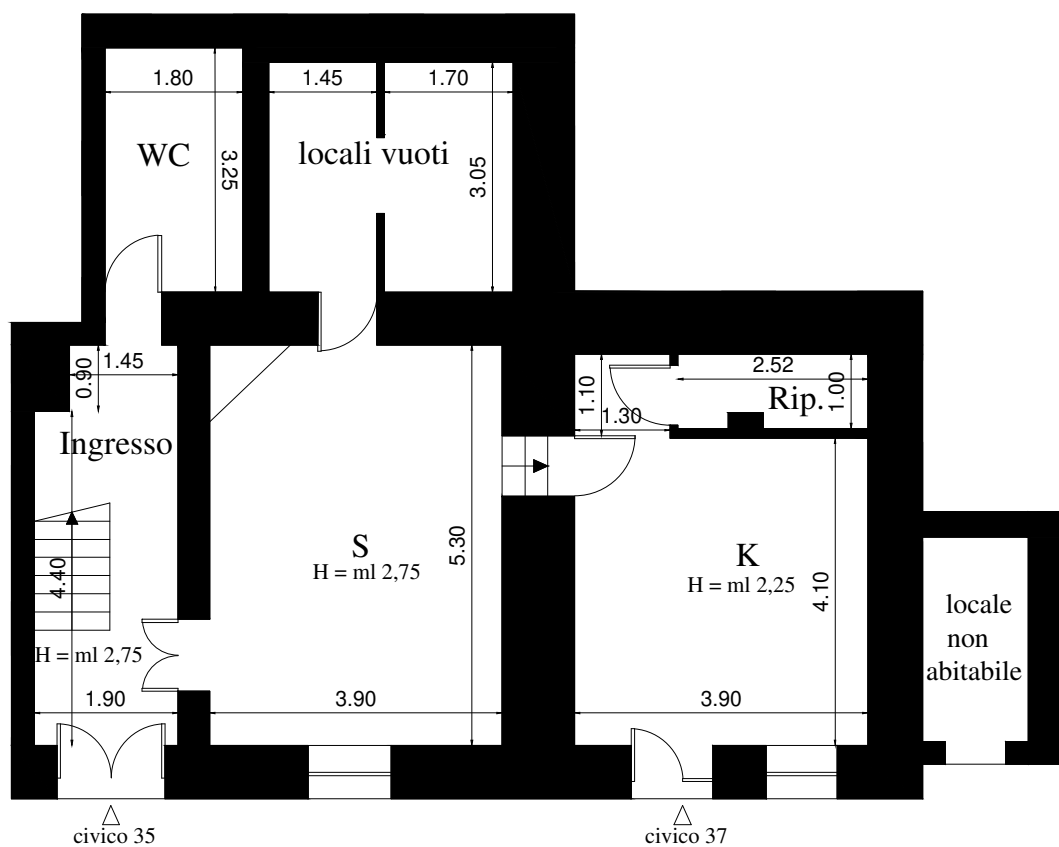 1.80
1.45
1.70
WC
locali vuoti
3.25
3.05
0.90
1.45
1.10
2.52
1.00
Rip.
1.30
Ingresso
S
H = ml 2,75
5.30
K
H = ml 2,25
4.10
4.40
locale
non
abitabile
H = ml 2,75
1.90
3.90
3.90
civico 35
civico 37